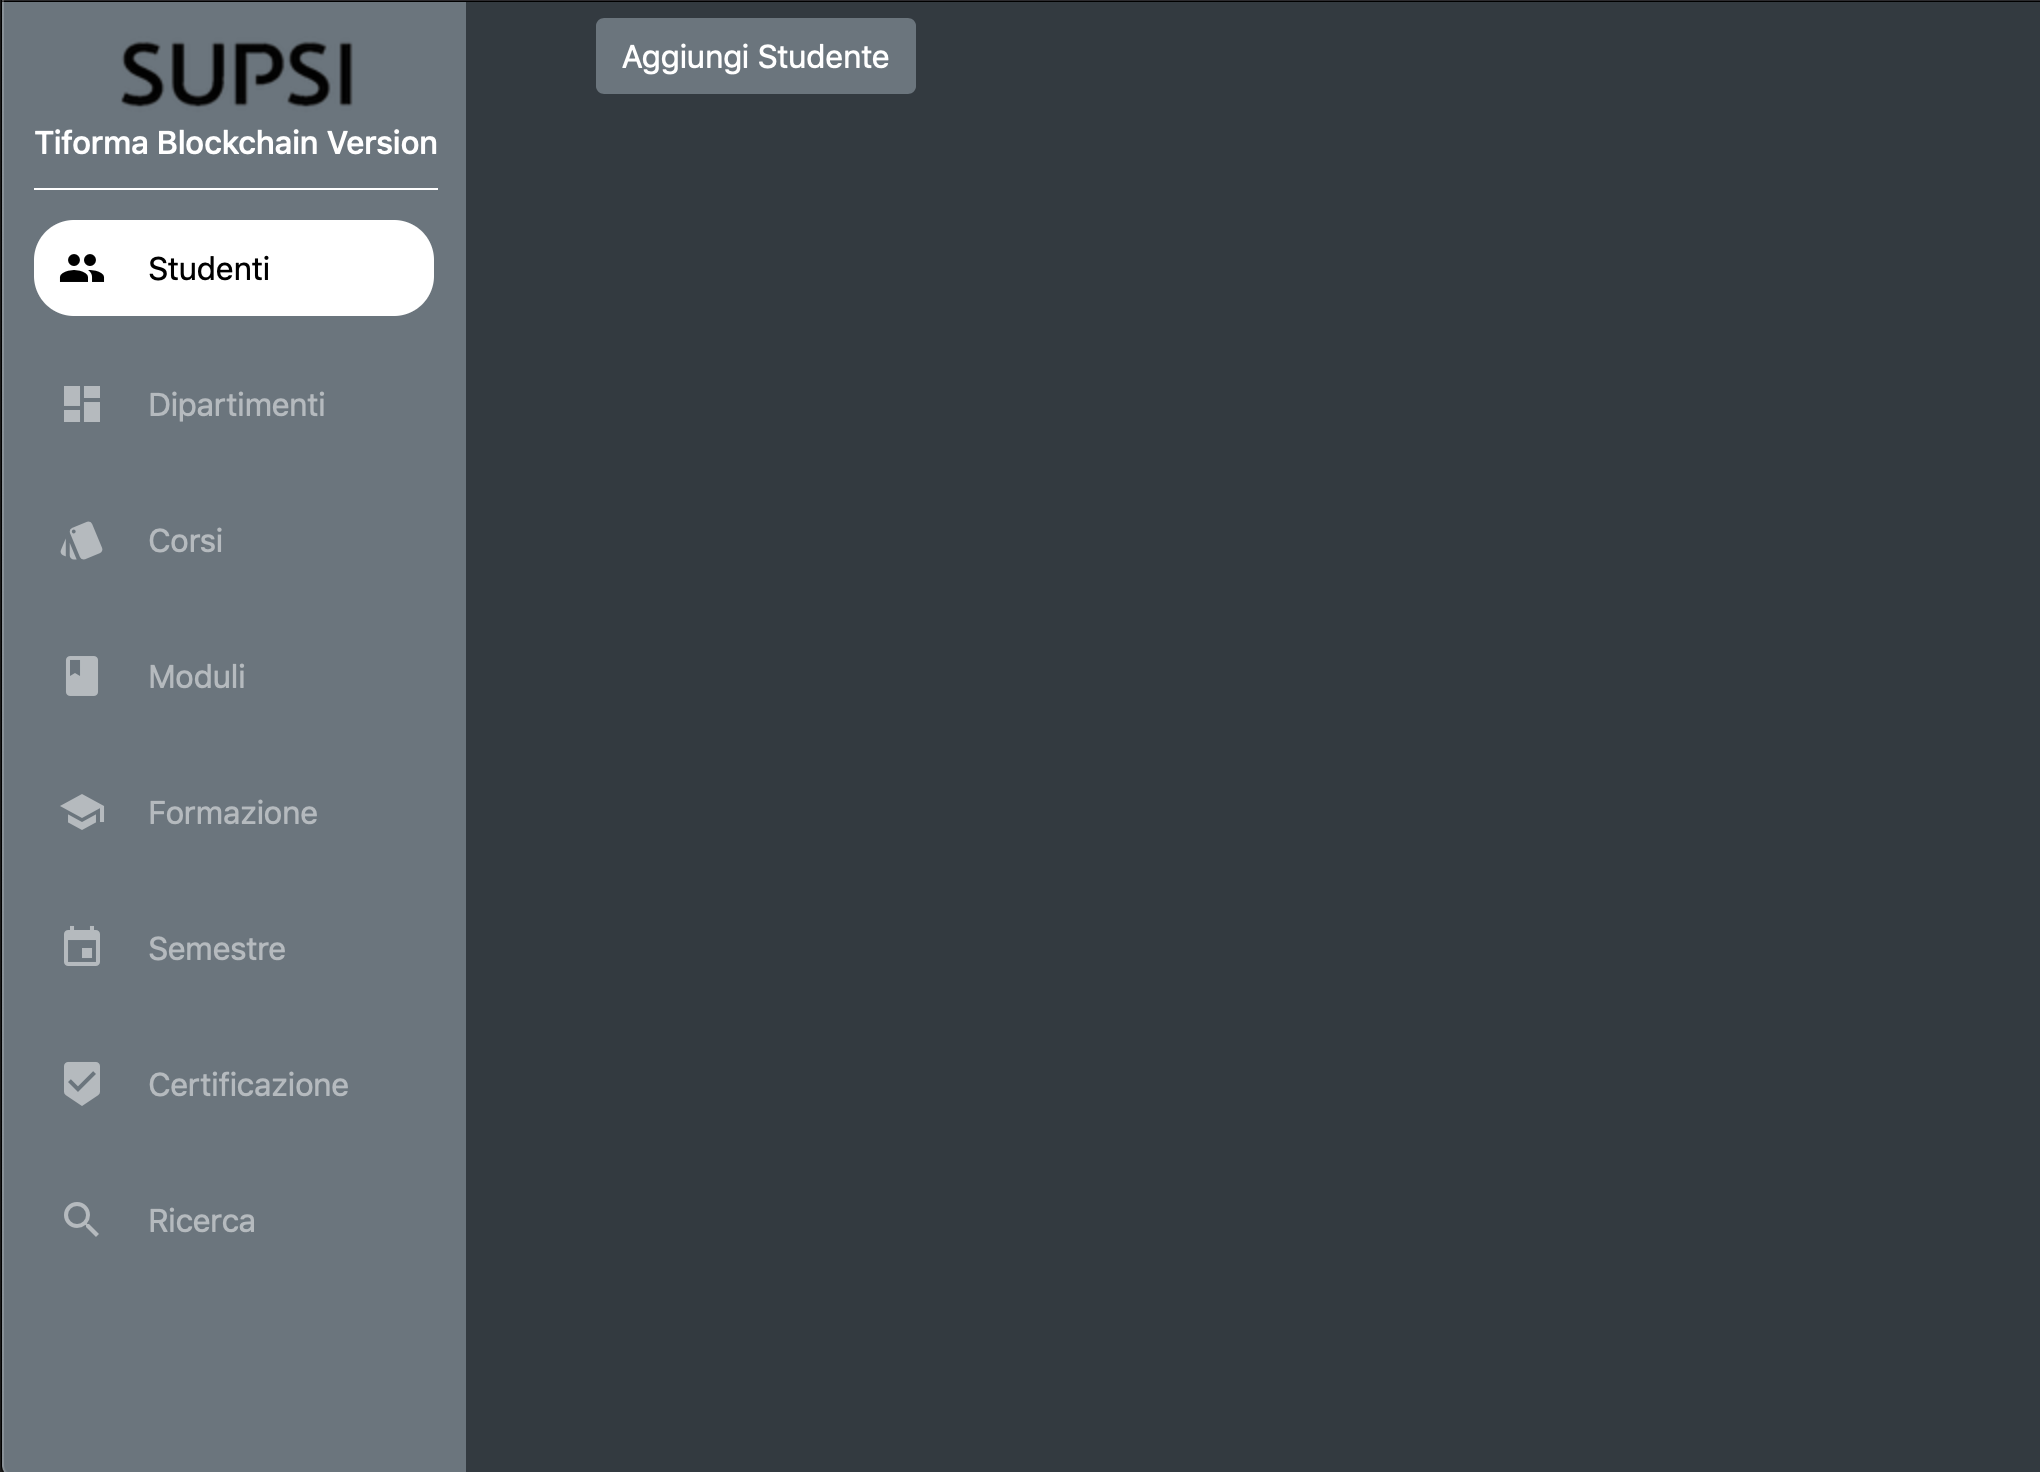 SUPSI
Tiforma Blockchain Version
Aggiungi Studente
Studenti
Dipartimenti
Corsi
Moduli
Formazione
Semestre
Certificazione
Ricerca